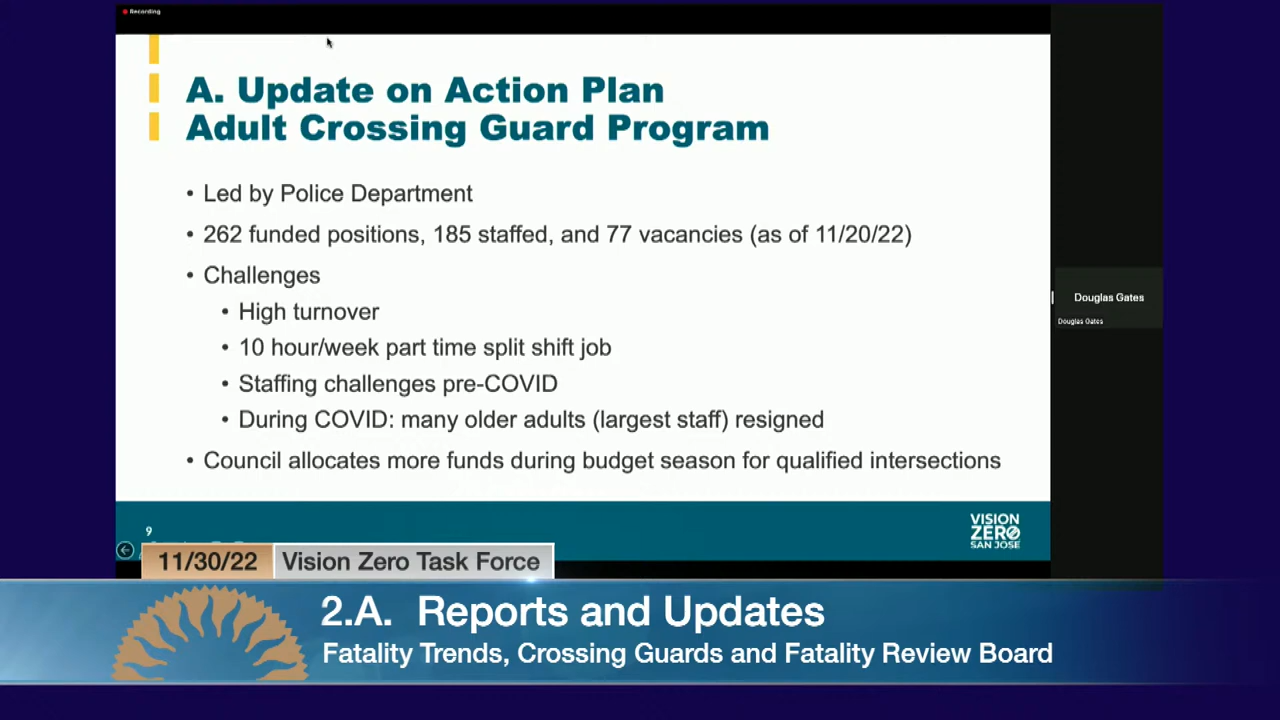 Recording
A. Update on Action Plan
Adult Crossing Guard Program
• Led by Police Department
• 262 funded positions, 185 staffed, and 77 vacancies (as of 11/20/22)
• Challenges
• High turnover
• 10 hour/week part time split shift job
• Staffing challenges pre-COVID
• During COVID: many older adults (largest staff) resigned
• Council allocates more funds during budget season for qualified intersections
Douglas Gates
Douglas Gates
9
VISION
ZERO
SAN JOSE
11/30/22 Vision Zero Task Force
2.A. Reports and Updates
Fatality Trends, Crossing Guards and Fatality Review Board